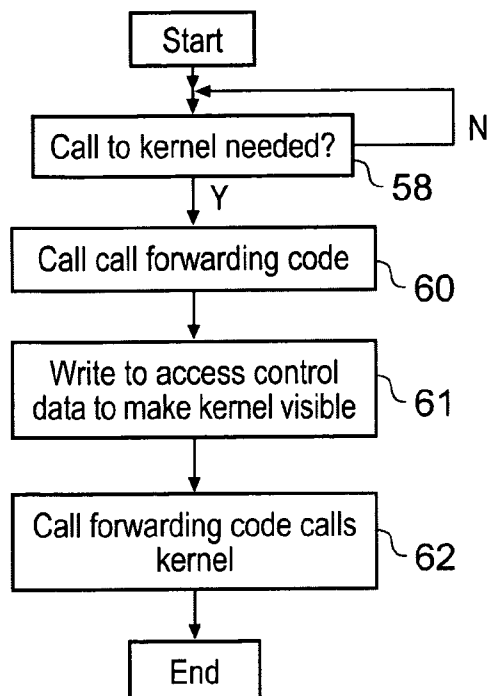 Start
Call to kernel needed?
N
58
Y
Call call forwarding code
60
Write to access control
data to make kernel visible
61
Call forwarding code calls
kernel
62
End